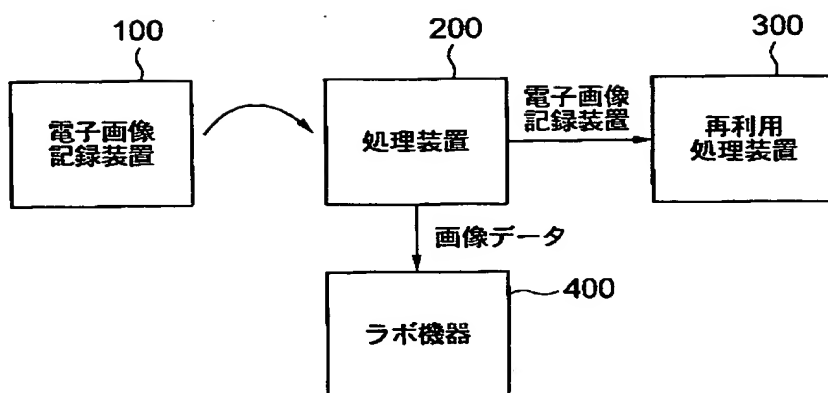 100
200
300
電子画像
記録装置
処理装置
電子画像
記録装置
再利用
処理装置
画像データ
400
ラボ機器